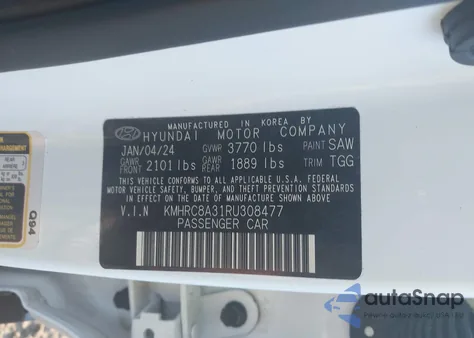 MANUFACTURED IN KOREA BY
HYUNDAI MOTOR COMPANY
JAN/04/24 GVWR 3770 lbs PAINT SAW
GAWR FRT 2101 lbs GAWR REAR 1889 lbs TRIM TGG
THIS VEHICLE CONFORMS TO ALL APPLICABLE U.S.A. FEDERAL
MOTOR VEHICLE SAFETY, BUMPER, AND THEFT PREVENTION
STANDARDS IN EFFECT ON THE DATE OF MANUFACTURE SHOWN ABOVE.
V.I.N KMHRC8A31RU308477
PASSENGER CAR
Q94
autoSnap